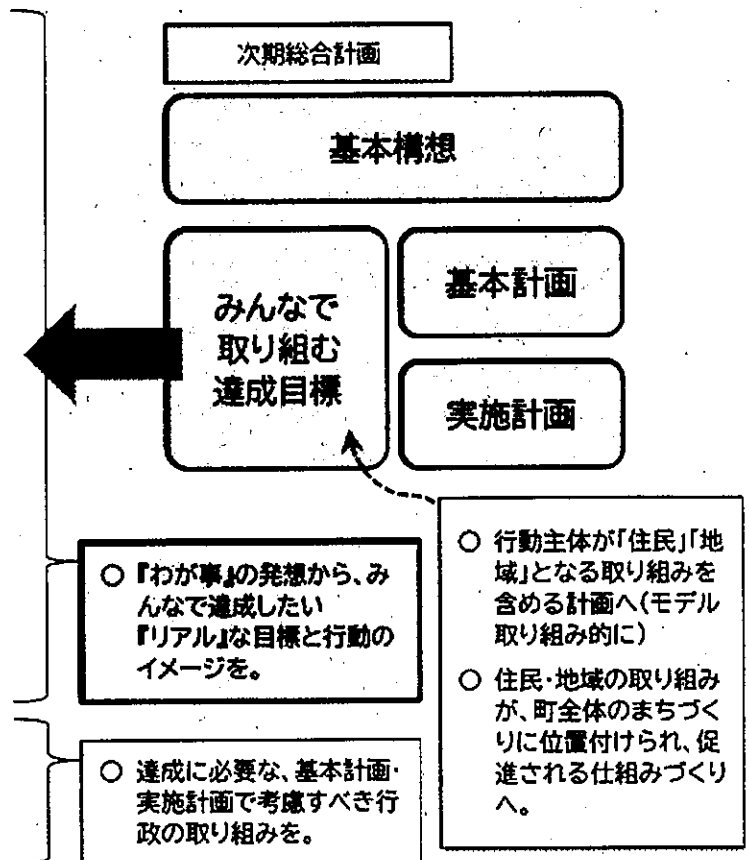 次期総合計画
基本構想
みんなで
取り組む
達成目標
基本計画
実施計画
○ 『わが事』の発想から、み
んなで達成したい
『リアル』な目標と行動の
イメージを。
○ 行動主体が「住民」「地
域」となる取り組みを
含める計画へ(モデル
取り組み的に)
○ 住民・地域の取り組み
が、町全体のまちづく
りに位置付けられ、促
進される仕組みづくり
へ。
○ 達成に必要な、基本計画・
実施計画で考慮すべき行
政の取り組みを。